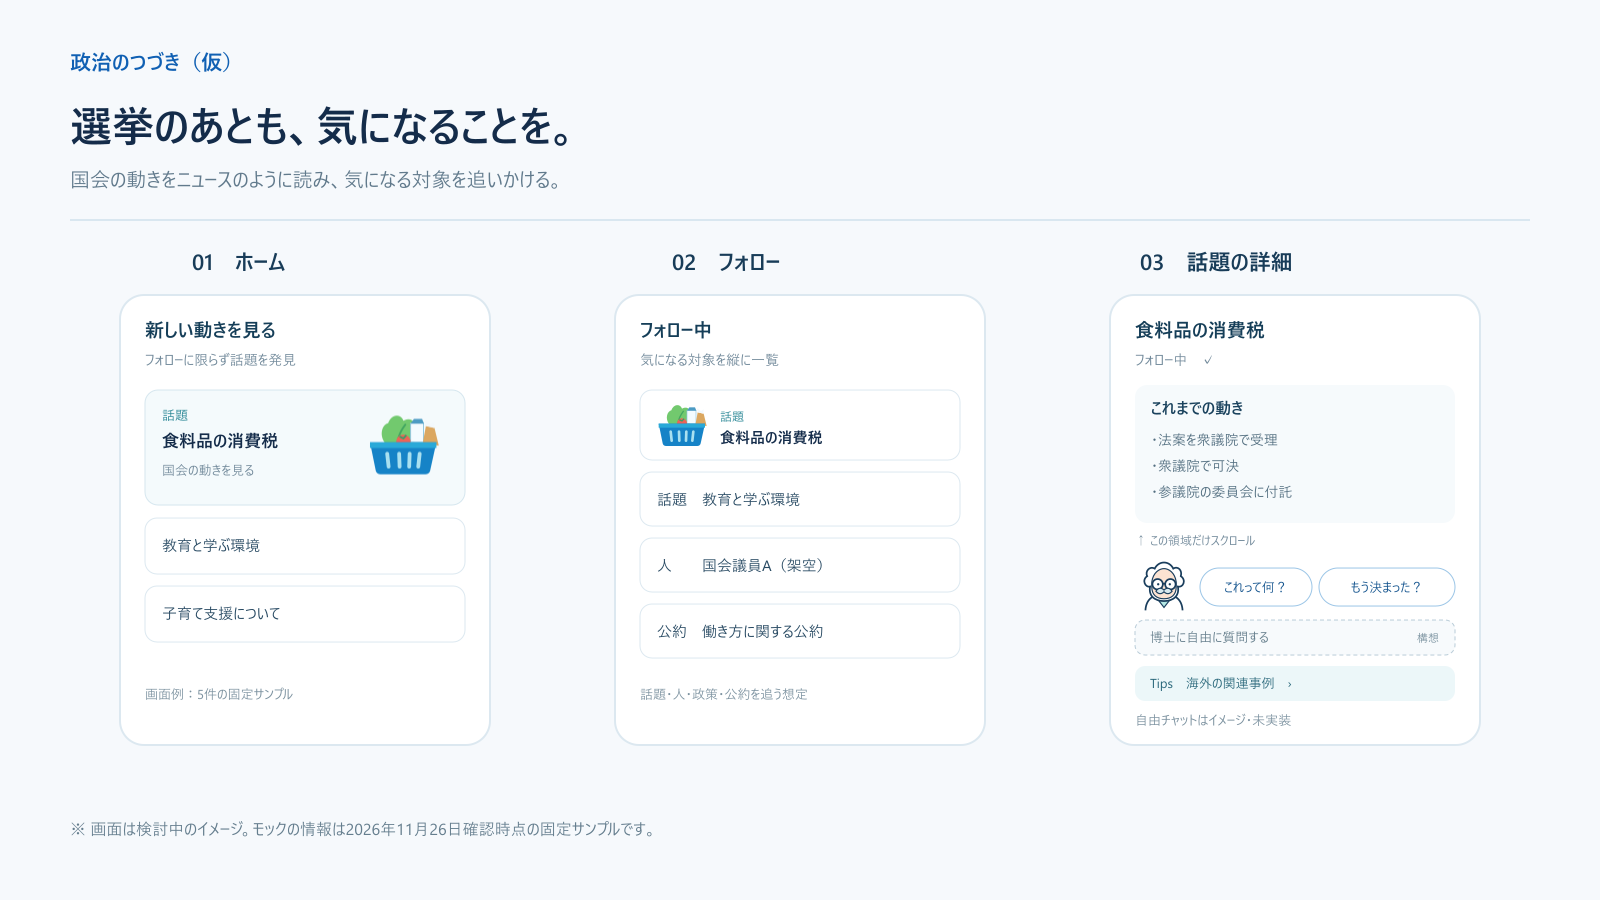 政治のつづき（仮）
選挙のあとも、気になることを。
国会の動きをニュースのように読み、気になる対象を追いかける。
01 ホーム
新しい動きを見る
フォローに限らず話題を発見
話題
食料品の消費税
国会の動きを見る
教育と学ぶ環境
子育て支援について
画面例：5件の固定サンプル
02 フォロー
フォロー中
気になる対象を縦に一覧
話題
食料品の消費税
話題 教育と学ぶ環境
人 国会議員A（架空）
公約 働き方に関する公約
話題・人・政策・公約を追う想定
03 話題の詳細
食料品の消費税
フォロー中 ✓
これまでの動き
・法案を衆議院で受理
・衆議院で可決
・参議院の委員会に付託
↑ この領域だけスクロール
これって何？
もう決まった？
博士に自由に質問する 構想
Tips 海外の関連事例 ›
自由チャットはイメージ・未実装
※ 画面は検討中のイメージ。モックの情報は2026年11月26日確認時点の固定サンプルです。